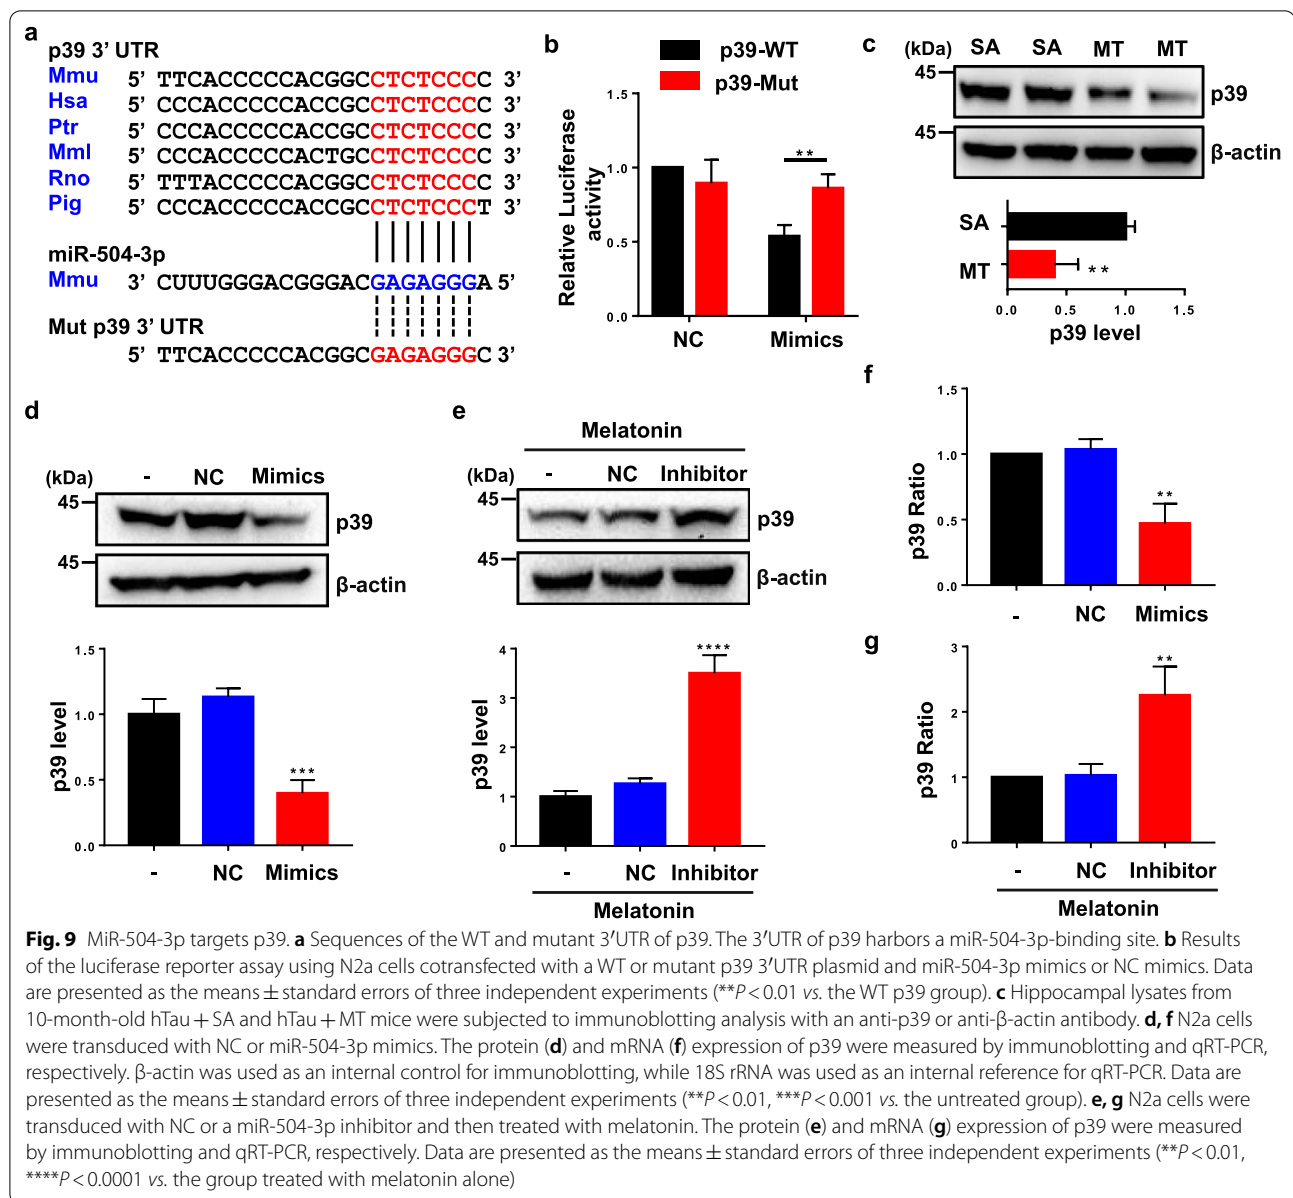 a
p39 3' UTR
Mmu 5' TTCACCCCCACGGCCTCTCCCC 3'
Hsa 5' CCCACCCCCACCGCCTCTCCCC 3'
Ptr 5' CCCACCCCCACCGCCTCTCCCC 3'
Mml 5' CCCACCCCCACTGCCTCTCCCC 3'
Rno 5' TTTACCCCCACCGCCTCTCCCC 3'
Pig 5' CCCACCCCCACCGCCTCTCCCT 3'
miR-504-3p
Mmu 3' CUUUGGGACGGGACGAGAGGGA 5'
Mut p39 3' UTR
5' TTCACCCCCACGGCGAGAGGGC 3'
b
p39-WT
p39-Mut
Relative Luciferase
activity
1.5
1.0
0.5
0.0
**
NC Mimics
c
(kDa) SA SA MT MT
45
p39
45
β-actin
SA
MT
**
0.0 0.5 1.0 1.5
p39 level
d
(kDa) - NC Mimics
45
p39
45
β-actin
p39 level
1.5
1.0
0.5
0.0
***
- NC Mimics
e
Melatonin
(kDa) - NC Inhibitor
45
p39
45
β-actin
p39 level
4
3
2
1
0
****
- NC Inhibitor
Melatonin
f
p39 Ratio
1.5
1.0
0.5
0.0
**
- NC Mimics
g
p39 Ratio
3
2
1
0
**
- NC Inhibitor
Melatonin
Fig. 9 MiR-504-3p targets p39. a Sequences of the WT and mutant 3′UTR of p39. The 3′UTR of p39 harbors a miR-504-3p-binding site. b Results
of the luciferase reporter assay using N2a cells cotransfected with a WT or mutant p39 3′UTR plasmid and miR-504-3p mimics or NC mimics. Data
are presented as the means ± standard errors of three independent experiments (**P < 0.01 vs. the WT p39 group). c Hippocampal lysates from
10-month-old hTau + SA and hTau + MT mice were subjected to immunoblotting analysis with an anti-p39 or anti-β-actin antibody. d, f N2a cells
were transduced with NC or miR-504-3p mimics. The protein (d) and mRNA (f) expression of p39 were measured by immunoblotting and qRT-PCR,
respectively. β-actin was used as an internal control for immunoblotting, while 18S rRNA was used as an internal reference for qRT-PCR. Data are
presented as the means ± standard errors of three independent experiments (**P < 0.01, ***P < 0.001 vs. the untreated group). e, g N2a cells were
transduced with NC or a miR-504-3p inhibitor and then treated with melatonin. The protein (e) and mRNA (g) expression of p39 were measured
by immunoblotting and qRT-PCR, respectively. Data are presented as the means ± standard errors of three independent experiments (**P < 0.01,
****P < 0.0001 vs. the group treated with melatonin alone)